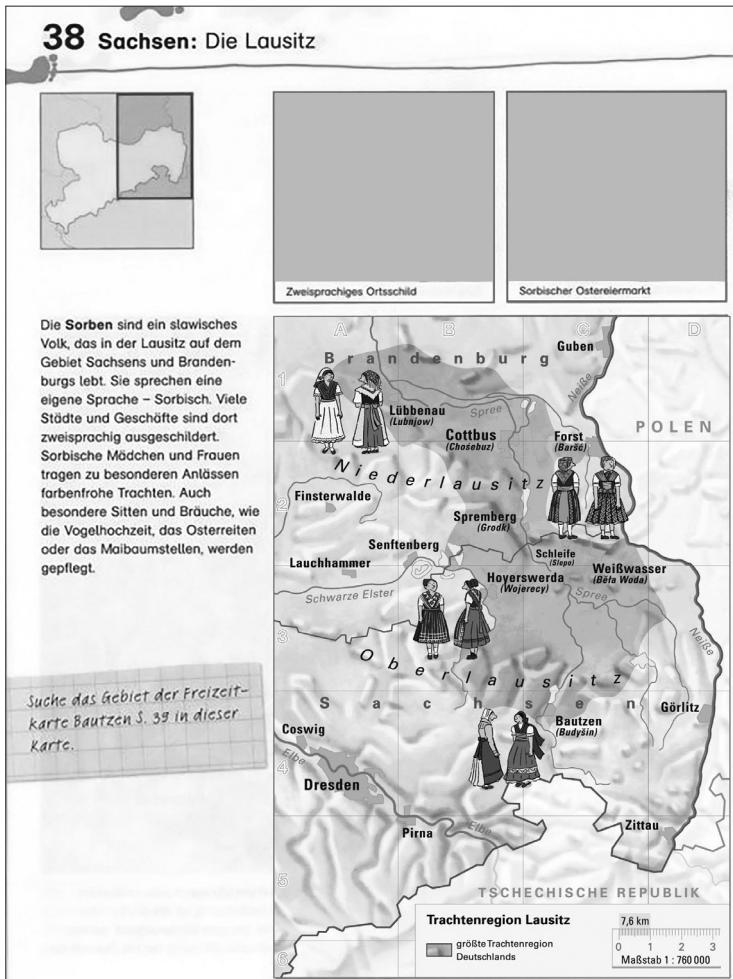 38 Sachsen: Die Lausitz
Zweisprachiges Ortsschild
Sorbischer Ostereiermarkt
Die Sorben sind ein slawisches
Volk, das in der Lausitz auf dem
Gebiet Sachsens und Branden-
burgs lebt. Sie sprechen eine
eigene Sprache – Sorbisch. Viele
Städte und Geschäfte sind dort
zweisprachig ausgeschildert.
Sorbische Mädchen und Frauen
tragen zu besonderen Anlässen
farbenfrohe Trachten. Auch
besondere Sitten und Bräuche, wie
die Vogelhochzeit, das Osterreiten
oder das Maibaumstellen, werden
gepflegt.
Suche das Gebiet der Freizeit-
karte Bautzen S. 39 in dieser
Karte.
A B C D
1
2
3
4
5
6
Brandenburg
Guben
Neiße
Lübbenau
(Lubnjow)
Spree
POLEN
Cottbus
(Chośebuz)
Forst
(Baršć)
Niederlausitz
Finsterwalde
Spremberg
(Grodk)
Senftenberg
Schleife
(Slepo)
Lauchhammer
Hoyerswerda
(Wojerecy)
Weißwasser
(Běła Woda)
Schwarze Elster
Spree
Neiße
Oberlausitz
Sachsen
Coswig
Bautzen
(Budyšin)
Görlitz
Elbe
Dresden
Pirna
Elbe
Zittau
TSCHECHISCHE REPUBLIK
Trachtenregion Lausitz
größte Trachtenregion
Deutschlands
7,6 km
0 1 2 3
Maßstab 1 : 760 000